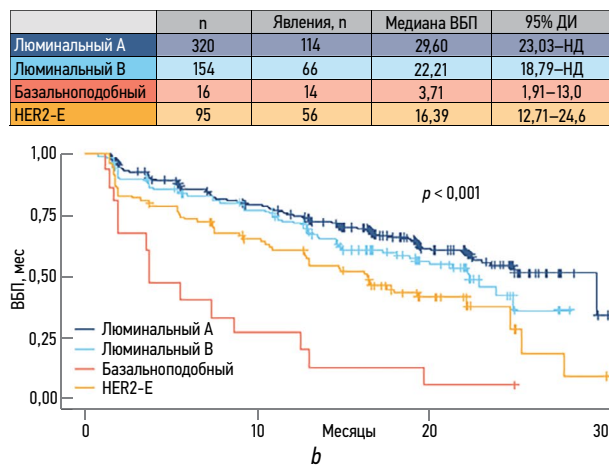 n Явления, n Медиана ВБП 95% ДИ
Люминальный А 320 114 29,60 23,03–НД
Люминальный В 154 66 22,21 18,79–НД
Базальноподобный 16 14 3,71 1,91–13,0
HER2-E 95 56 16,39 12,71–24,6
1,00
0,75
0,50
0,25
0,00
ВБП, мес
p < 0,001
Люминальный А
Люминальный В
Базальноподобный
HER2-E
0 10 20 30
Месяцы
b